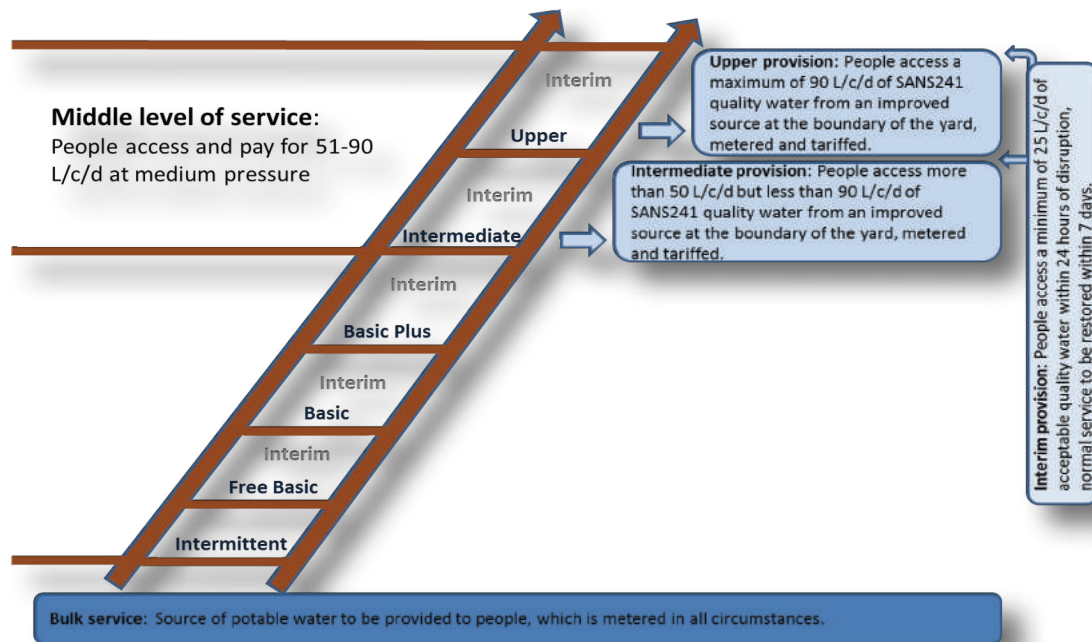 Middle level of service:
People access and pay for 51-90
L/c/d at medium pressure
Interim
Upper
Interim
Intermediate
Interim
Basic Plus
Interim
Basic
Interim
Free Basic
Intermittent
Upper provision: People access a
maximum of 90 L/c/d of SANS241
quality water from an improved
source at the boundary of the yard,
metered and tariffed.
Intermediate provision: People access more
than 50 L/c/d but less than 90 L/c/d of
SANS241 quality water from an improved
source at the boundary of the yard, metered
and tariffed.
Interim provision: People access a minimum of 25 L/c/d of
acceptable quality water within 24 hours of disruption,
normal service to be restored within 7 days.
Bulk service: Source of potable water to be provided to people, which is metered in all circumstances.